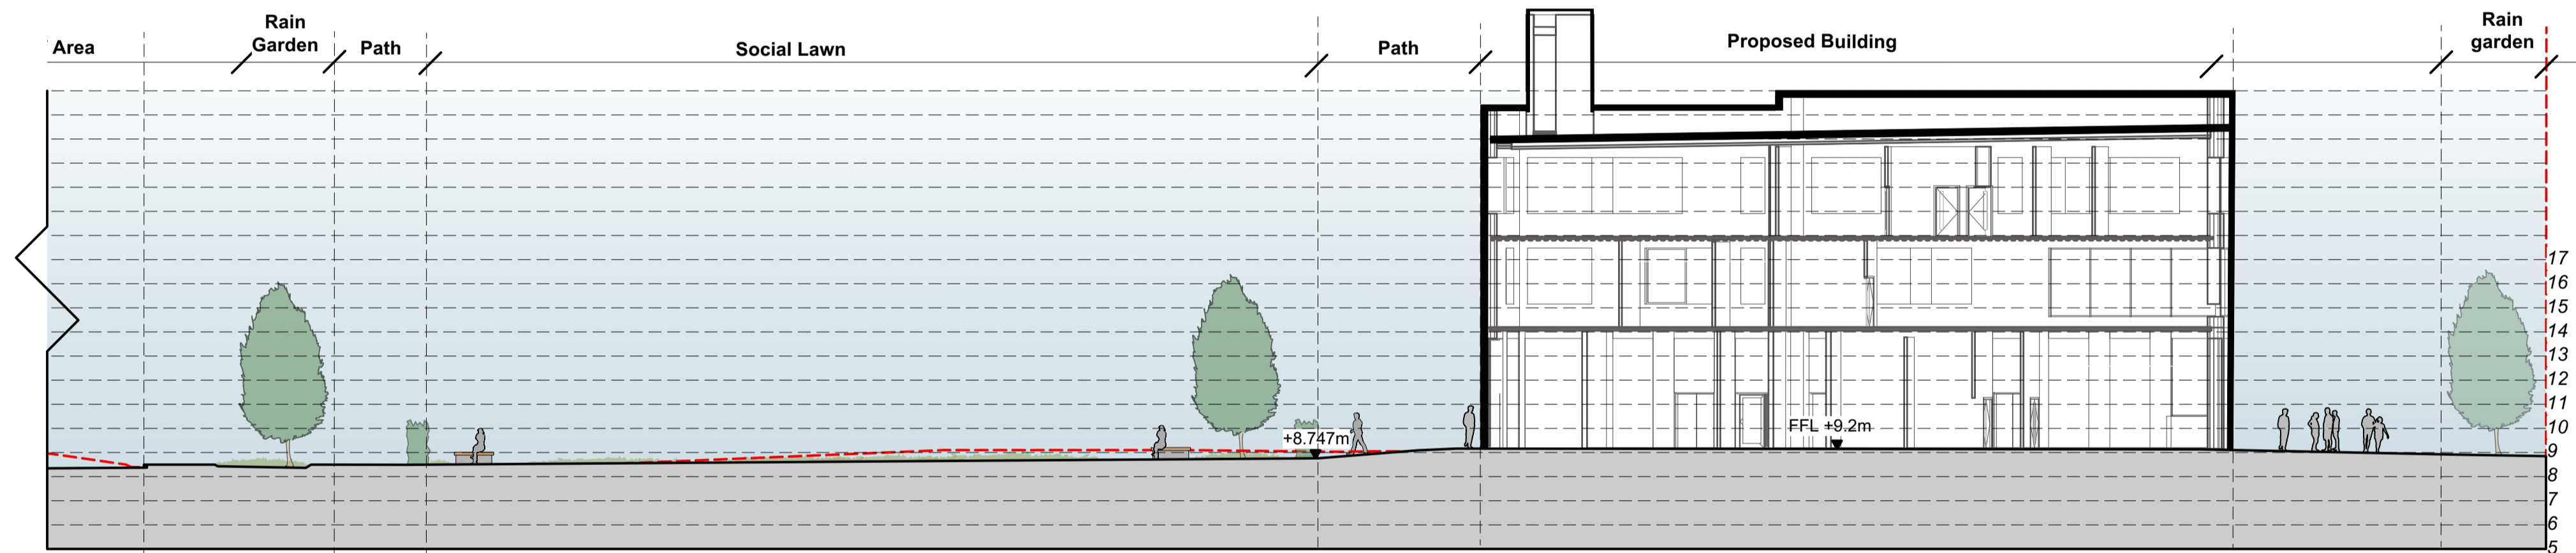 Area
Rain
Garden
Path
Social Lawn
Path
Proposed Building
Rain
garden
17
16
15
14
13
12
11
10
9
8
7
6
5
+8.747m
FFL +9.2m